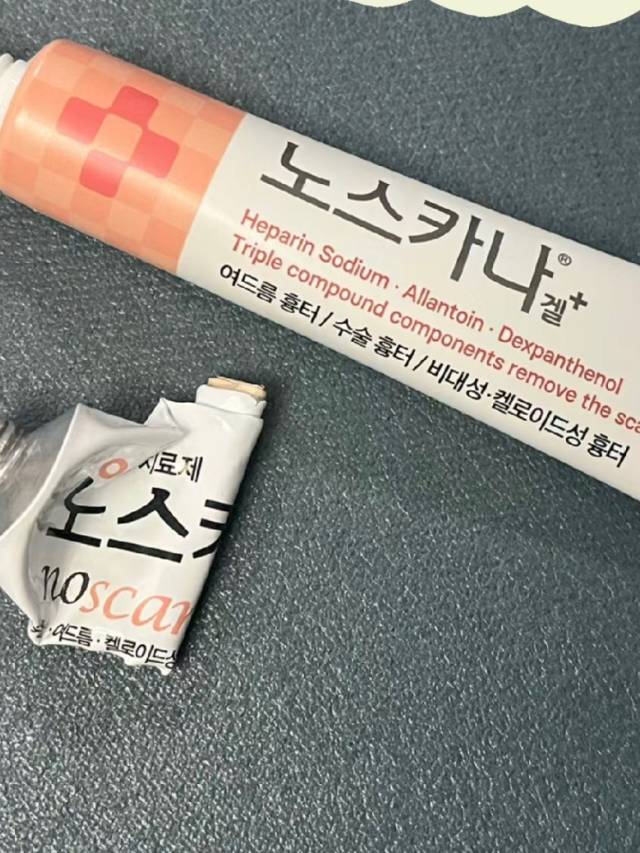 노스카나®
겔+
Heparin Sodium · Allantoin · Dexpanthenol
Triple compound components remove the
여드름 흉터 / 수술 흉터 / 비대성·켈로이드성 흉터
치료제
노스카
noscar
·여드름·켈로이드성